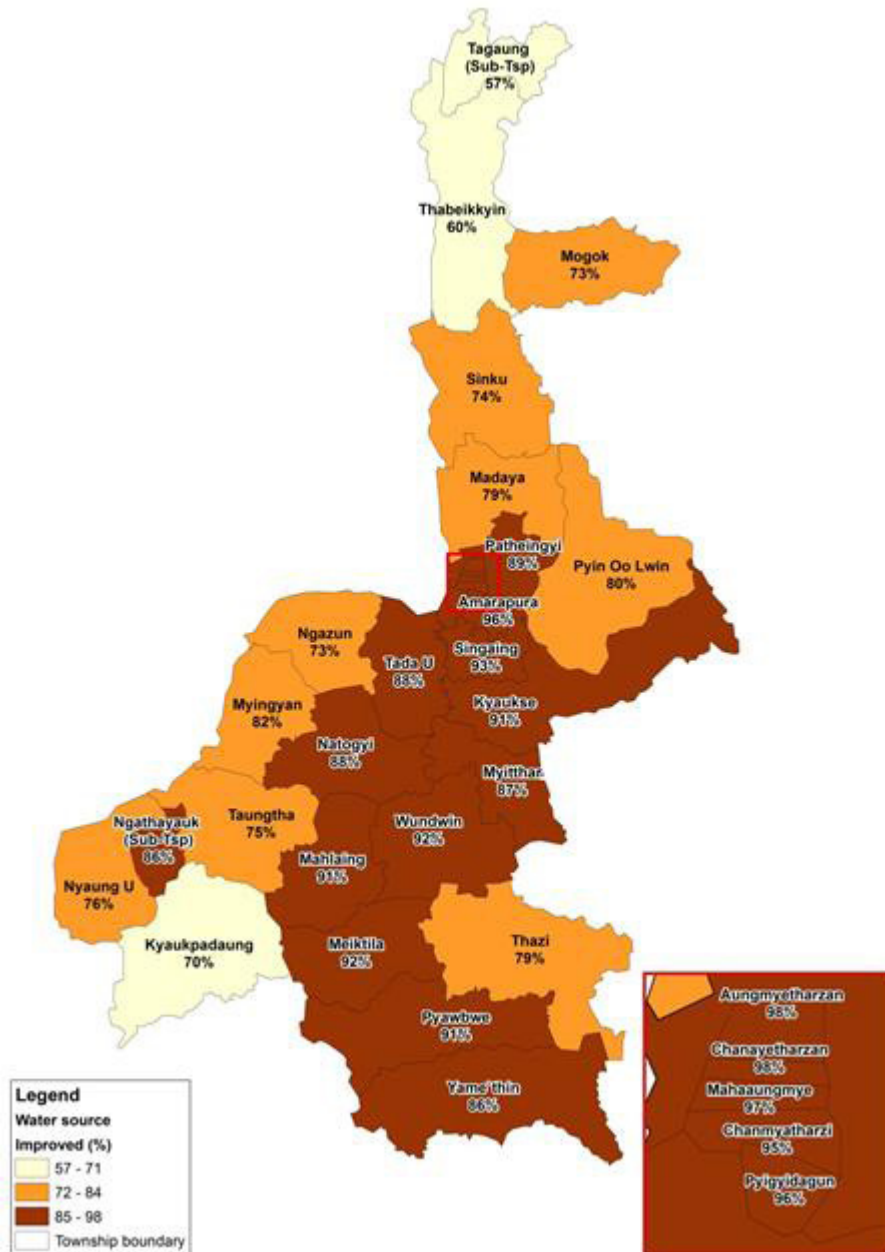 Tagaung
(Sub-Tsp)
57%
Thabeikkyin
60%
Mogok
73%
Sinku
74%
Madaya
79%
Patheingyi
89%
Pyin Oo Lwin
80%
Amarapura
96%
Ngazun
73%
Tada U
88%
Singaing
93%
Myingyan
82%
Kyaukse
91%
Natogyi
88%
Myitthar
87%
Ngathayauk
(Sub-Tsp)
86%
Taungtha
75%
Wundwin
92%
Mahlaing
91%
Nyaung U
76%
Kyaukpadaung
70%
Meiktila
92%
Thazi
79%
Pyawbwe
91%
Yame'thin
86%
Aungmyetharzan
98%
Chanayetharzan
98%
Mahaaungmye
97%
Chanmyatharzi
95%
Pyigyidagun
96%
Legend
Water source
Improved (%)
57 - 71
72 - 84
85 - 98
Township boundary